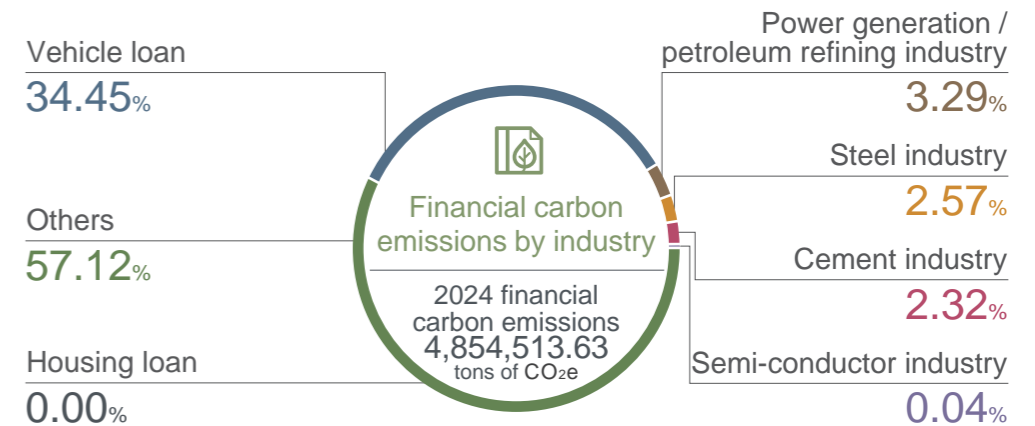 Vehicle loan
34.45%
Others
57.12%
Housing loan
0.00%
Financial carbon
emissions by industry
2024 financial
carbon emissions
4,854,513.63
tons of CO₂e
Power generation /
petroleum refining industry
3.29%
Steel industry
2.57%
Cement industry
2.32%
Semi-conductor industry
0.04%